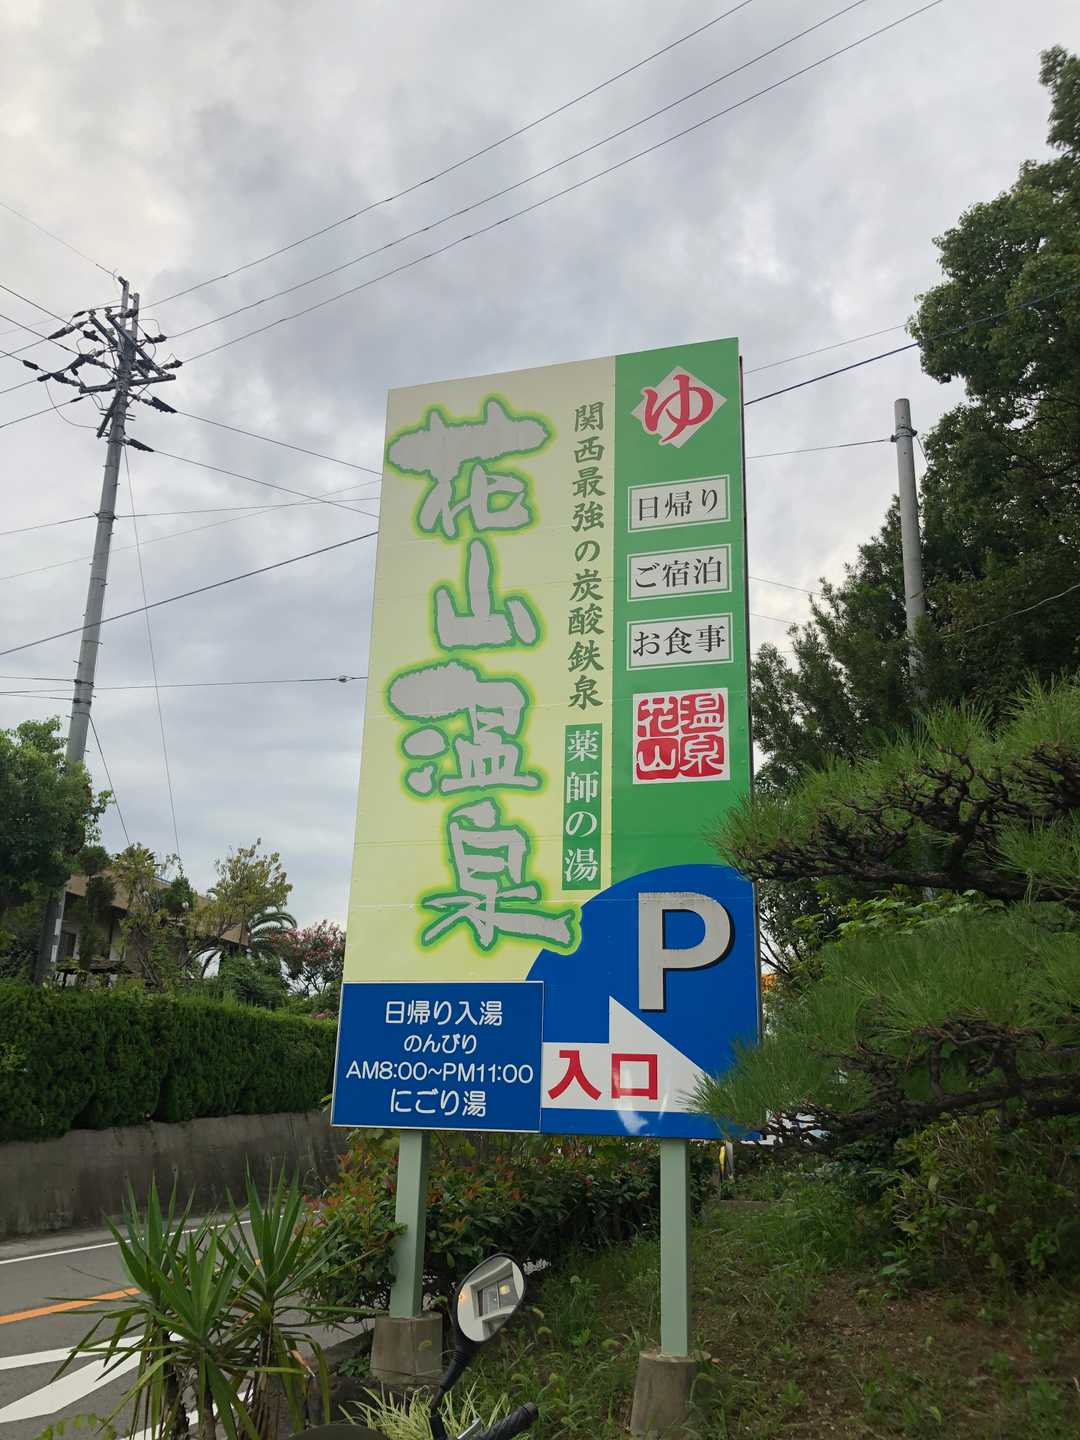 花山温泉
関西最強の炭酸鉄泉
薬師の湯
ゆ
日帰り
ご宿泊
お食事
花山温泉
P
入口
日帰り入湯
のんびり
AM8:00~PM11:00
にごり湯